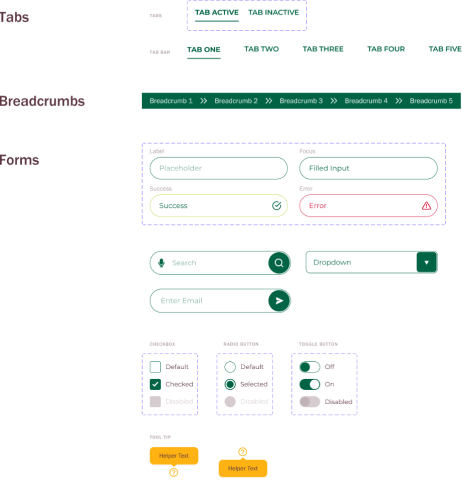 Tabs
TABS
TAB ACTIVE TAB INACTIVE
TAB BAR
TAB ONE TAB TWO TAB THREE TAB FOUR TAB FIVE
Breadcrumbs
Breadcrumb 1 Breadcrumb 2 Breadcrumb 3 Breadcrumb 4 Breadcrumb 5
Forms
Label Focus
Placeholder Filled Input
Success Error
Success Error
Search Dropdown
Enter Email
CHECKBOX RADIO BUTTON TOGGLE BUTTON
Default Default Off
Checked Selected On
Disabled Disabled Disabled
TOOL TIP
Helper Text
Helper Text